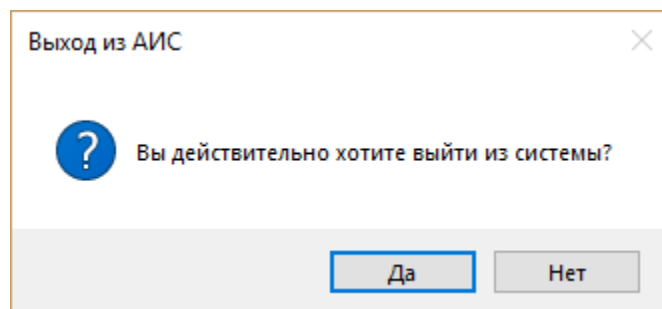 Выход из АИС
?
Вы действительно хотите выйти из системы?
Да Нет